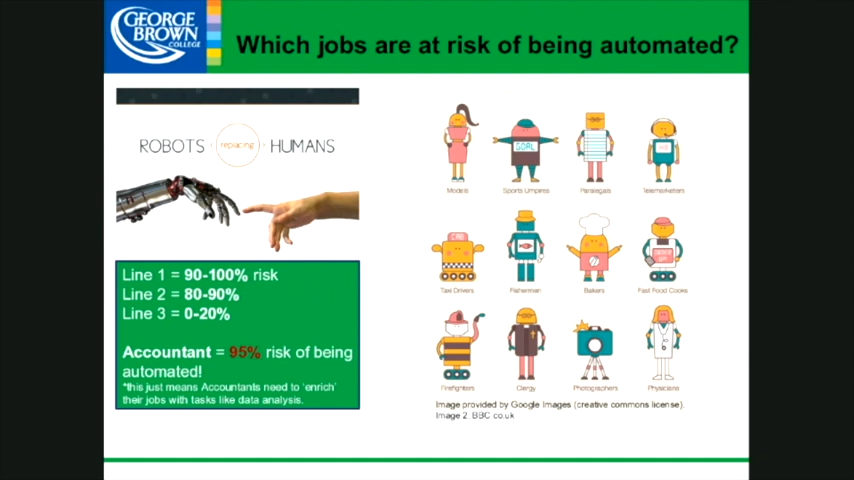 GEORGE
BROWN
COLLEGE
Which jobs are at risk of being automated?
ROBOTS replacing HUMANS
Line 1 = 90-100% risk
Line 2 = 80-90%
Line 3 = 0-20%
Accountant = 95% risk of being
automated!
*this just means Accountants need to ‘enrich’
their jobs with tasks like data analysis.
GOAL
Models Sports Umpires Paralegals Telemarketers
CAB
Taxi Drivers Fishermen Bakers Fast Food Cooks
Firefighters Clergy Photographers Physicians
Image provided by Google Images (creative commons license).
Image 2. BBC.co.uk